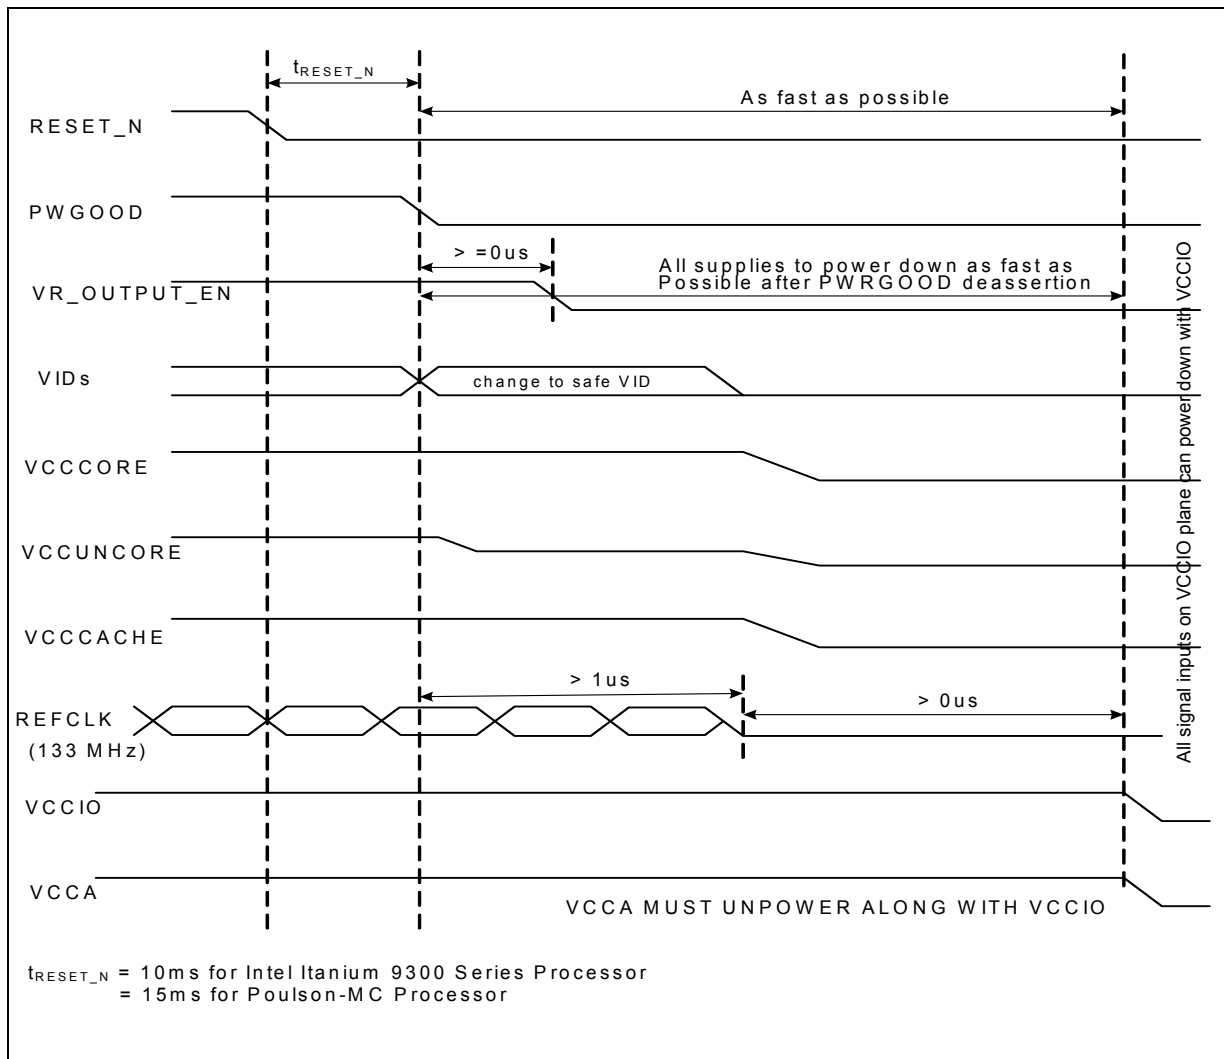 tRESET_N
As fast as possible
RESET_N
PWGOOD
> =0us
All supplies to power down as fast as
Possible after PWRGOOD deassertion
VR_OUTPUT_EN
VIDs
change to safe VID
VCCCORE
VCCUNCORE
VCCCACHE
> 1us
> 0us
REFCLK
(133 MHz)
VCCIO
VCCA
VCCA MUST UNPOWER ALONG WITH VCCIO
All signal inputs on VCCIO plane can power down with VCCIO
tRESET_N = 10ms for Intel Itanium 9300 Series Processor
= 15ms for Poulson-MC Processor